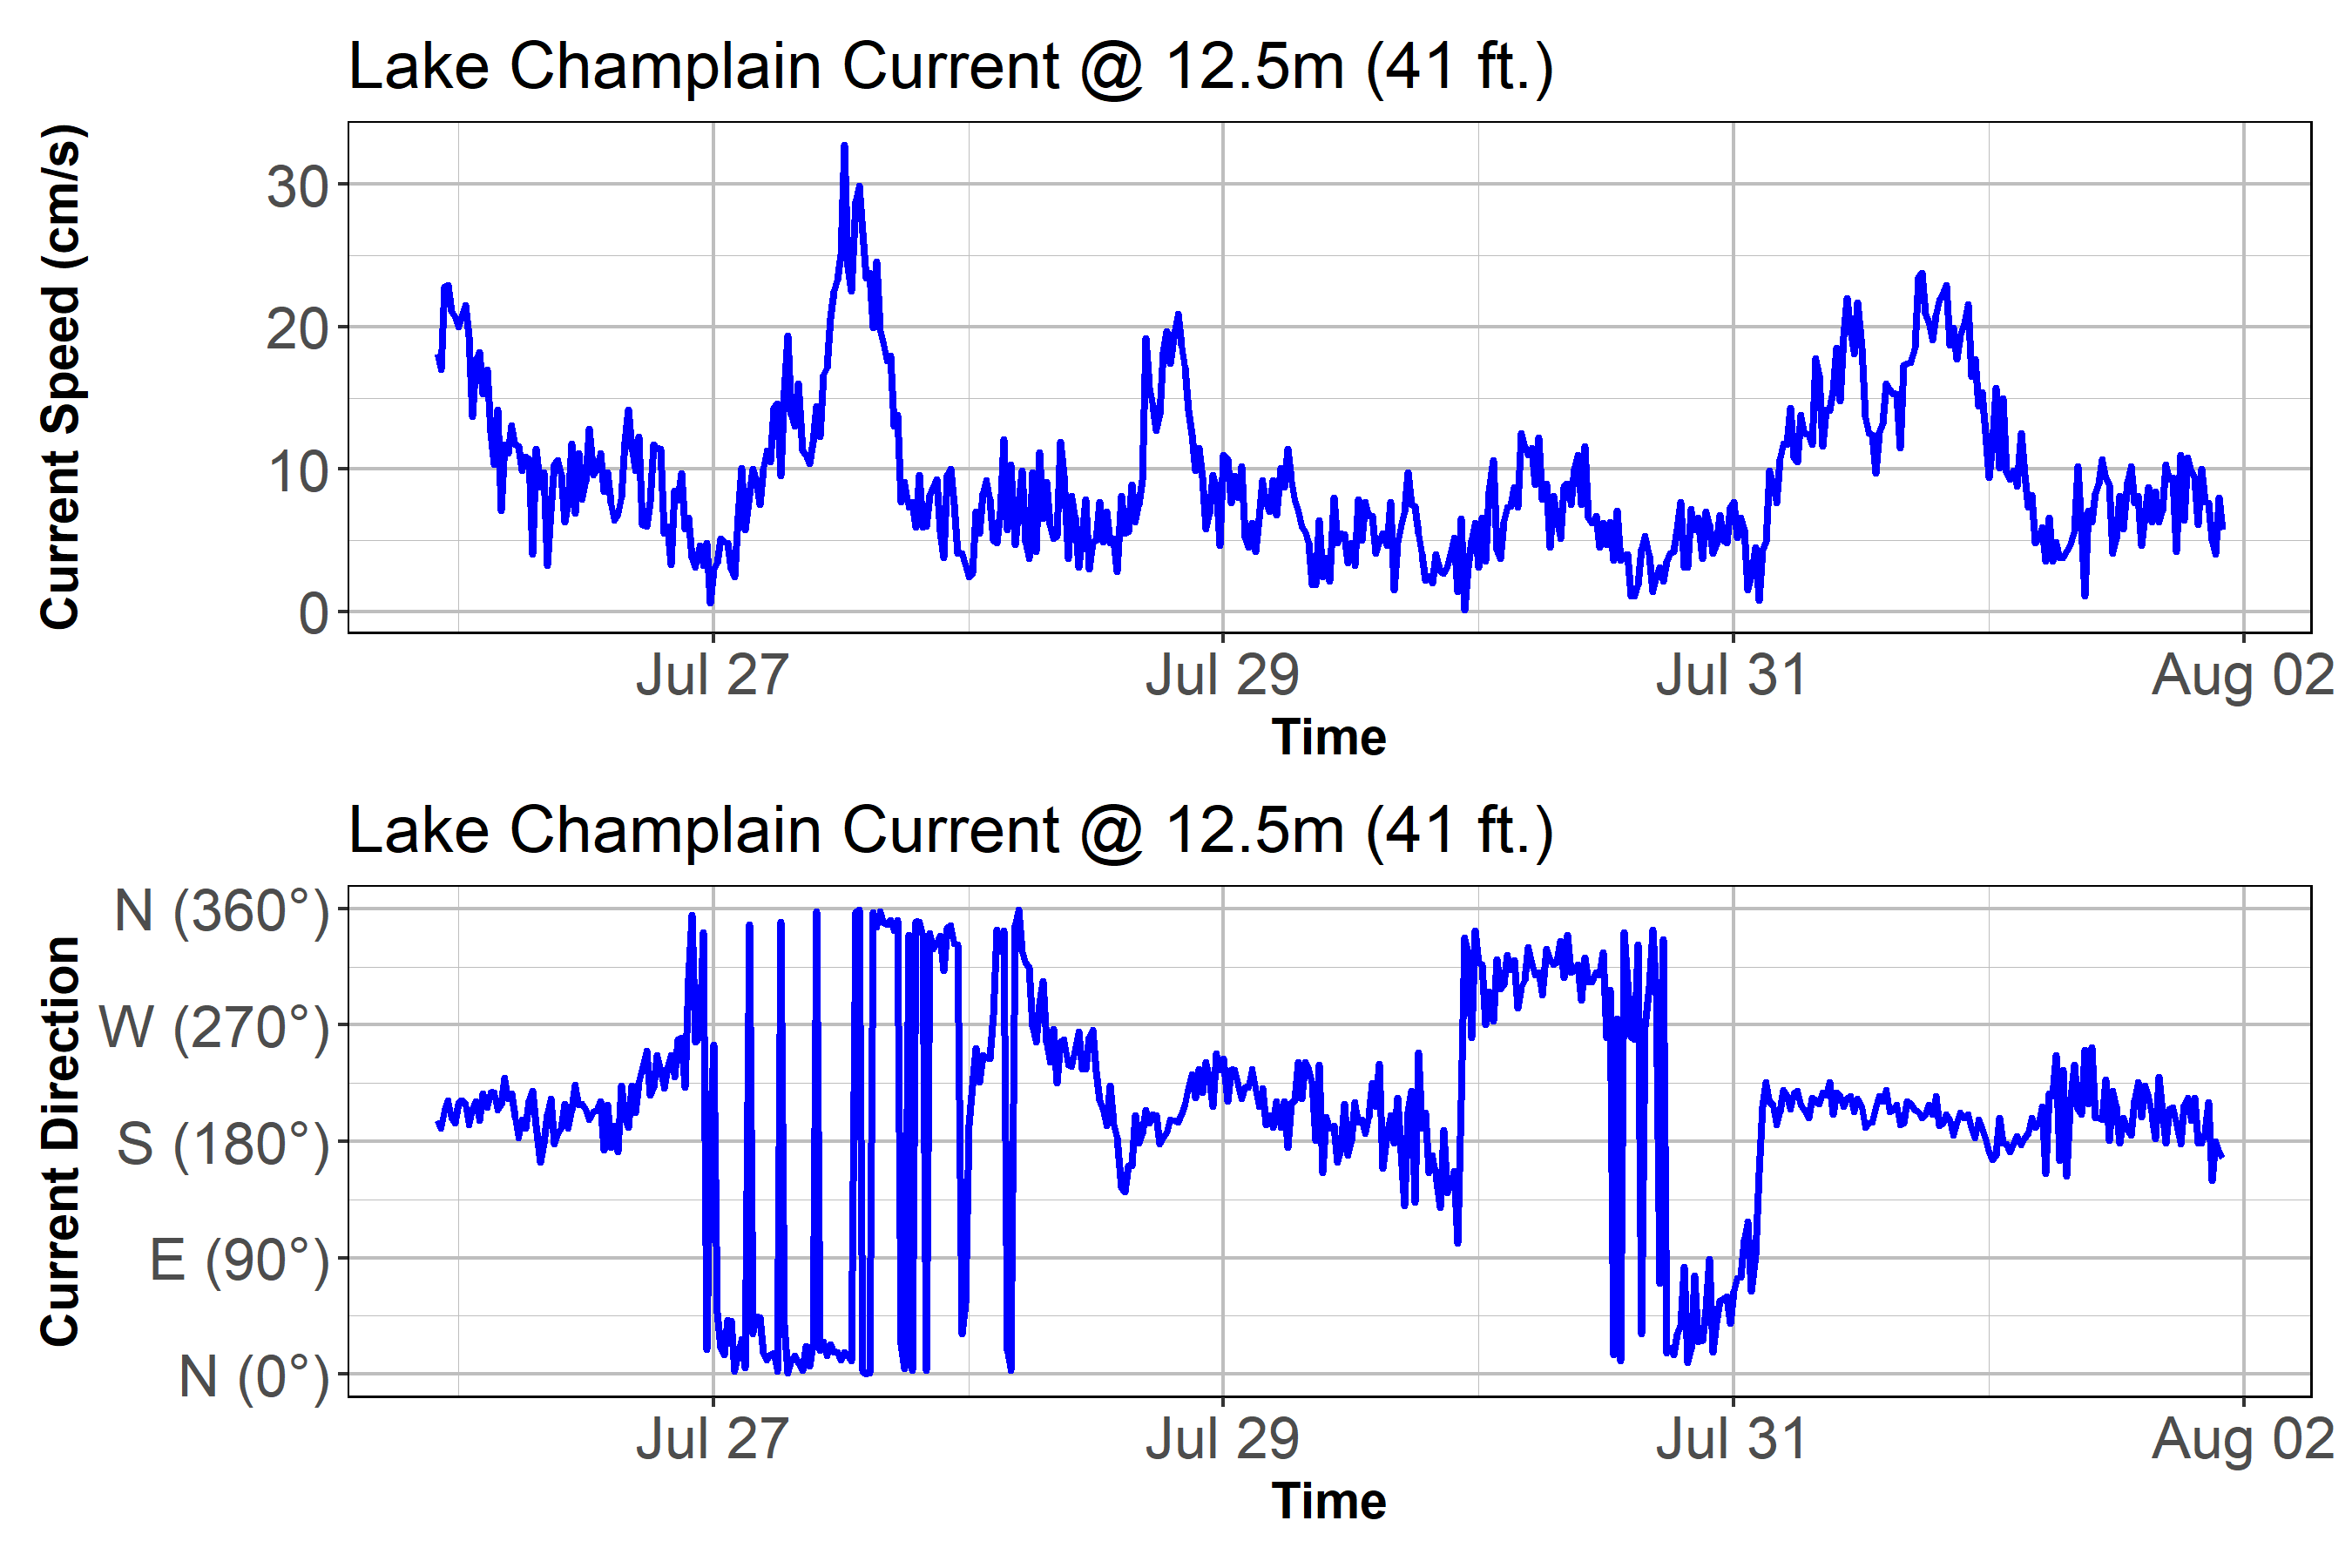 Lake Champlain Current @ 12.5m (41 ft.)
Current Speed (cm/s)
30
20
10
0
Jul 27 Jul 29 Jul 31 Aug 02
Time
Lake Champlain Current @ 12.5m (41 ft.)
Current Direction
N (360°)
W (270°)
S (180°)
E (90°)
N (0°)
Jul 27 Jul 29 Jul 31 Aug 02
Time